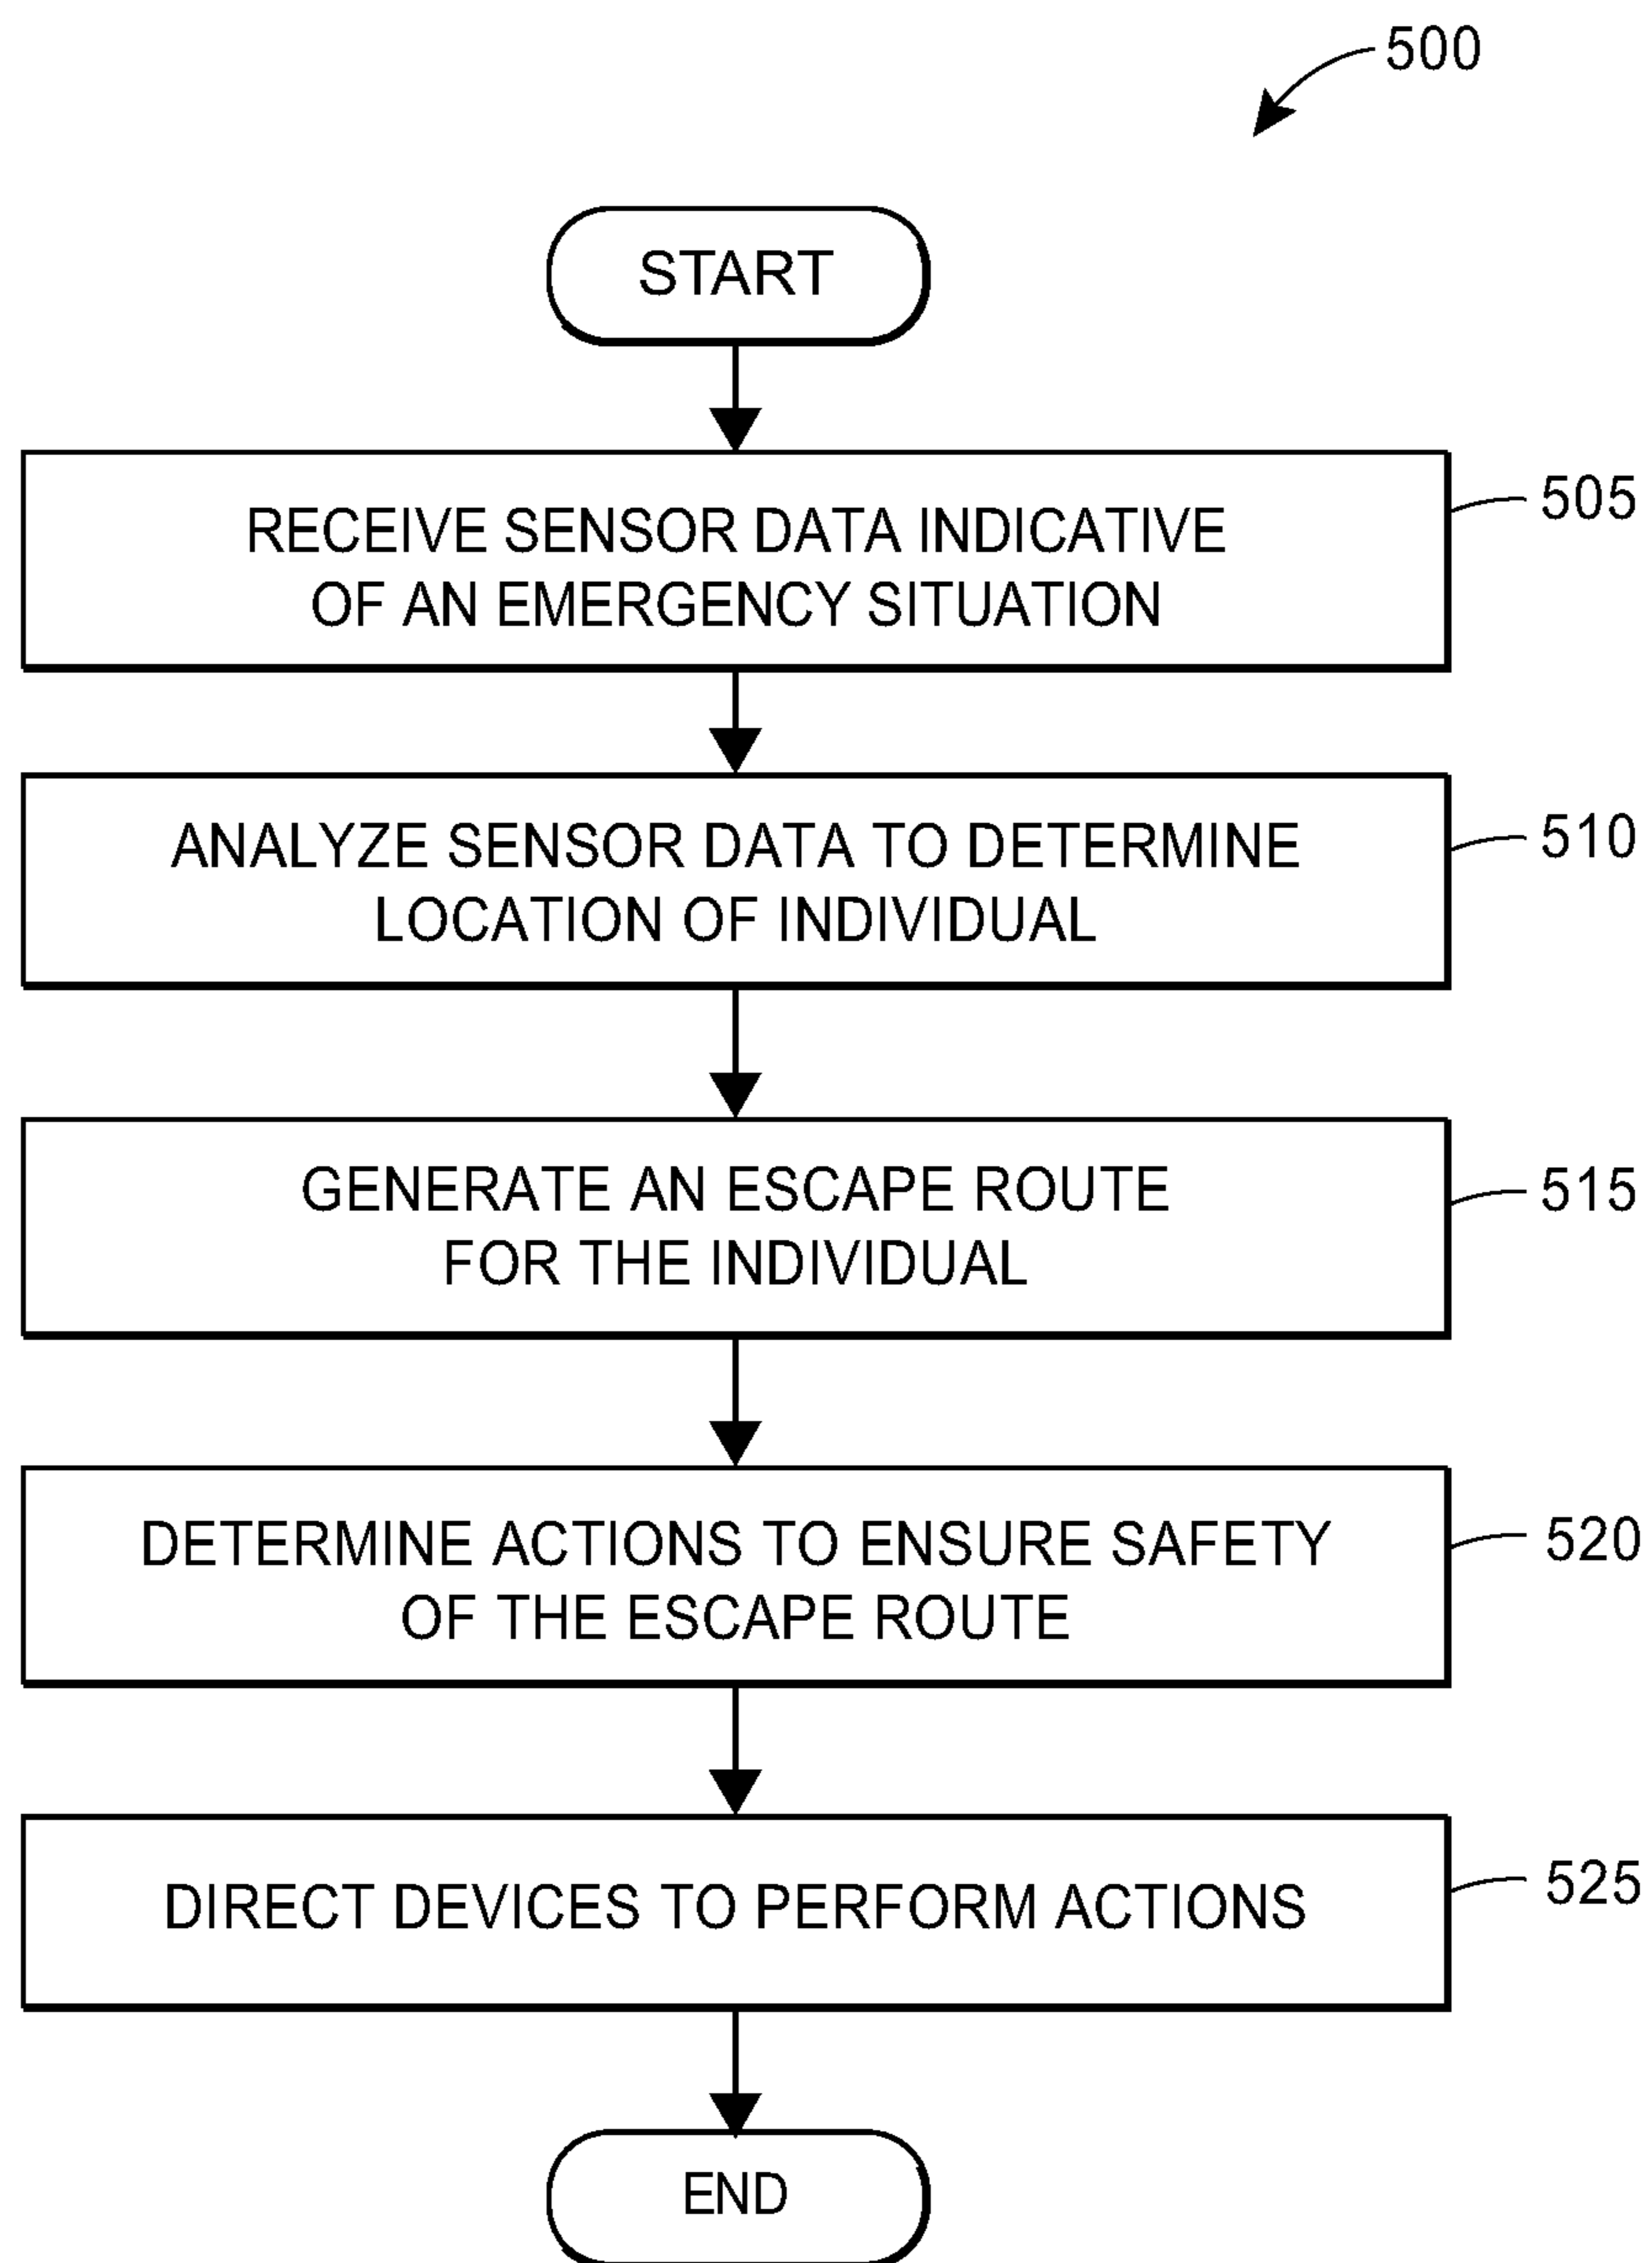 500
START
RECEIVE SENSOR DATA INDICATIVE
OF AN EMERGENCY SITUATION
505
ANALYZE SENSOR DATA TO DETERMINE
LOCATION OF INDIVIDUAL
510
GENERATE AN ESCAPE ROUTE
FOR THE INDIVIDUAL
515
DETERMINE ACTIONS TO ENSURE SAFETY
OF THE ESCAPE ROUTE
520
DIRECT DEVICES TO PERFORM ACTIONS
525
END